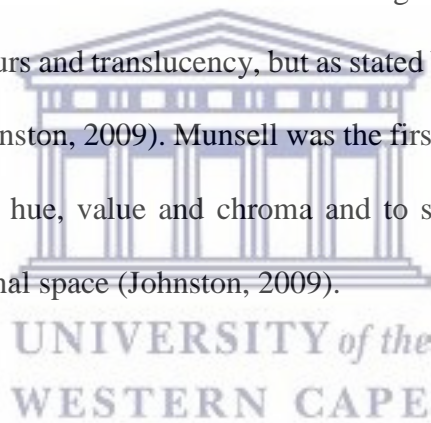 urs and translucency, but as stated
nston, 2009). Munsell was the firs
hue, value and chroma and to s
nal space (Johnston, 2009).
UNIVERSITY of the
WESTERN CAPE